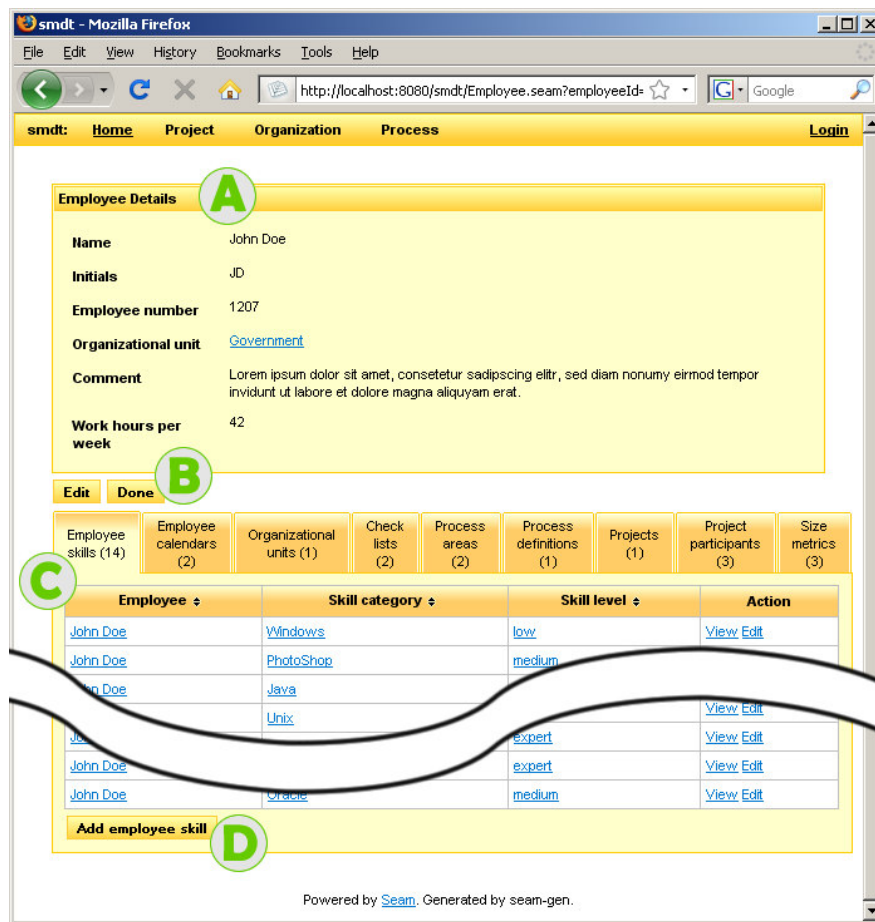 smdt - Mozilla Firefox
File Edit View History Bookmarks Tools Help
http://localhost:8080/smdt/Employee.seam?employeeId=
G Google
smdt: Home Project Organization Process Login
Employee Details
A
Name John Doe
Initials JD
Employee number 1207
Organizational unit Government
Comment Lorem ipsum dolor sit amet, consetetur sadipscing elitr, sed diam nonumy eirmod tempor
invidunt ut labore et dolore magna aliquyam erat.
Work hours per 42
week
B
Edit Done
Employee skills (14)
Employee calendars (2)
Organizational units (1)
Check lists (2)
Process areas (2)
Process definitions (1)
Projects (1)
Project participants (3)
Size metrics (3)
C
Employee Skill category Skill level Action
John Doe Windows low View Edit
John Doe PhotoShop medium
Doe Java
Unix View Edit
expert View Edit
John Doe expert View Edit
John Doe Oracle medium View Edit
Add employee skill
D
Powered by Seam. Generated by seam-gen.